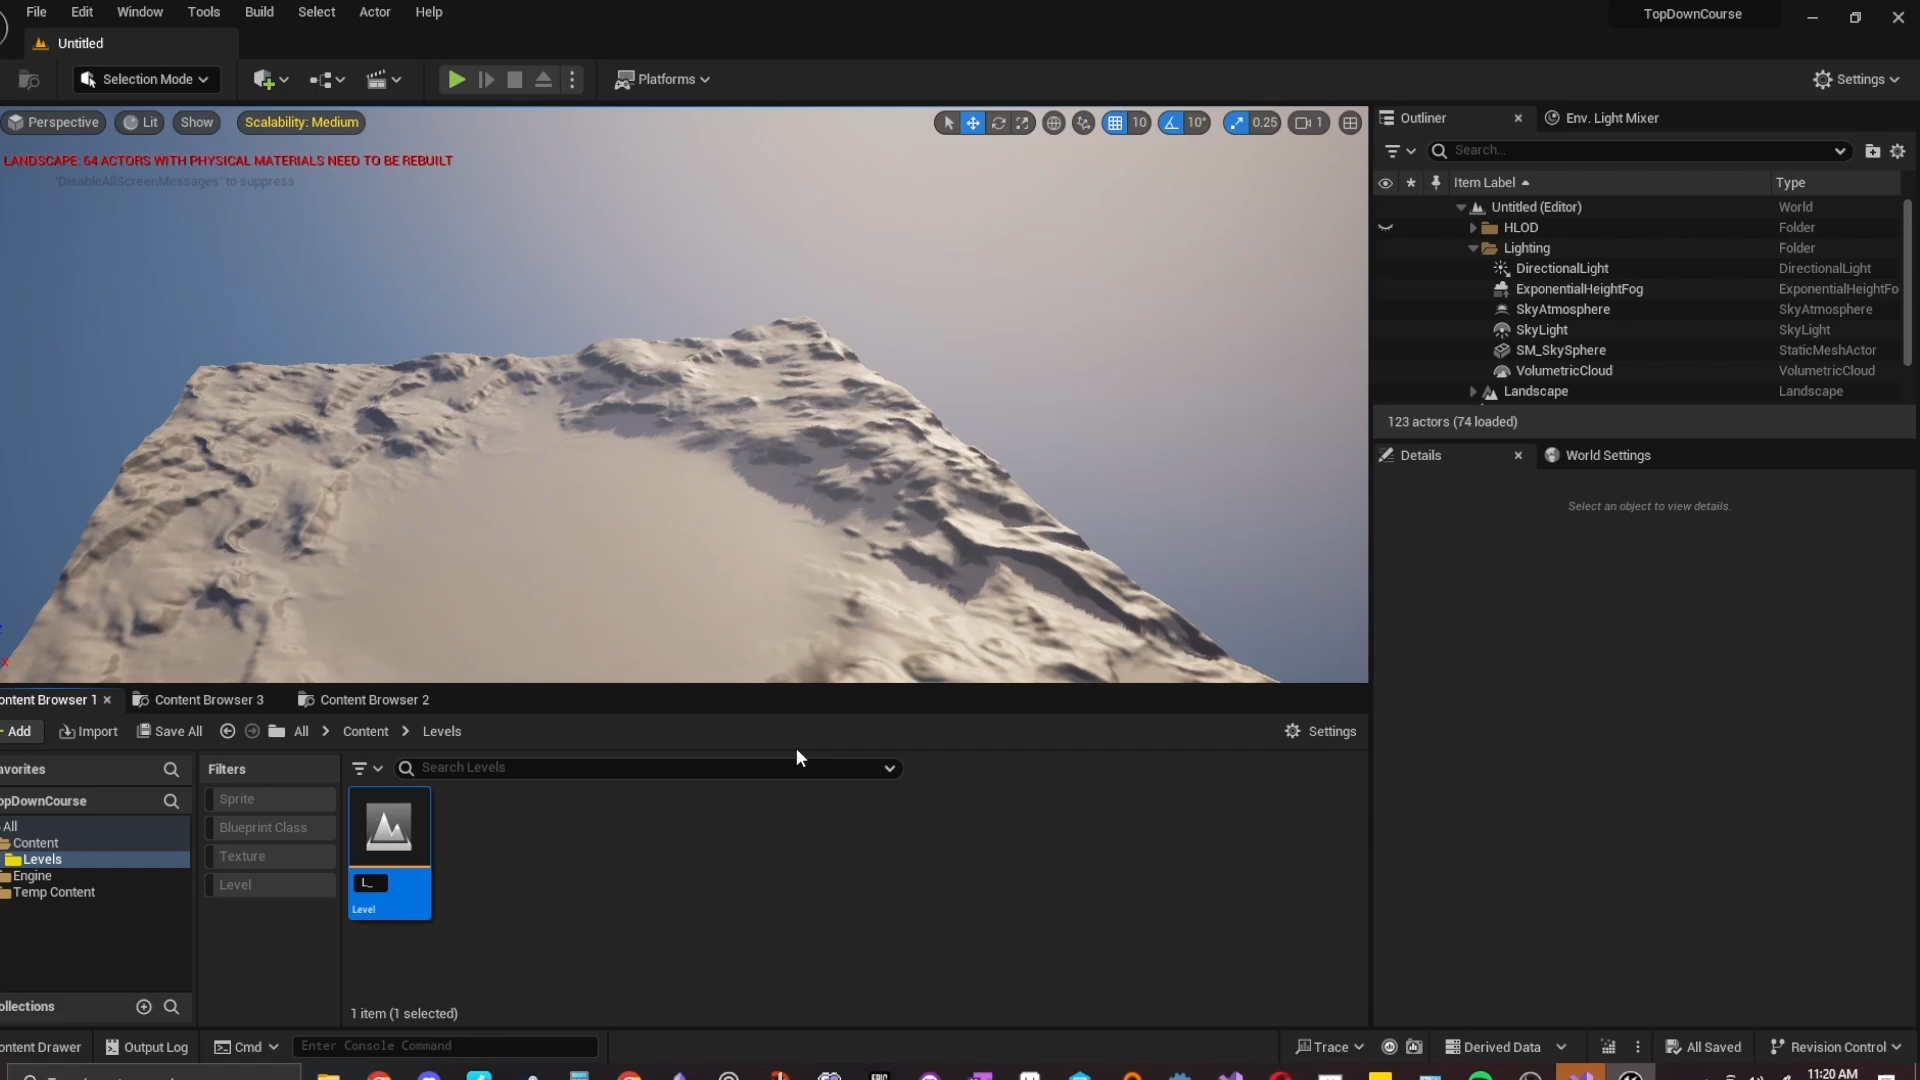 File Edit Window Tools Build Select Actor Help
TopDownCourse
Untitled
Selection Mode
Platforms
Settings
Perspective Lit Show Scalability: Medium
10 10° 0.25 1
LANDSCAPE: 64 ACTORS WITH PHYSICAL MATERIALS NEED TO BE REBUILT
'DisableAllScreenMessages' to suppress
Outliner Env. Light Mixer
Search...
Item Label Type
Untitled (Editor) World
HLOD Folder
Lighting Folder
DirectionalLight DirectionalLight
ExponentialHeightFog ExponentialHeightFo
SkyAtmosphere SkyAtmosphere
SkyLight SkyLight
SM_SkySphere StaticMeshActor
VolumetricCloud VolumetricCloud
Landscape Landscape
123 actors (74 loaded)
Details World Settings
Select an object to view details.
ontent Browser 1 Content Browser 3 Content Browser 2
Add Import Save All All Content Levels Settings
avorites
opDownCourse
All
Content
Levels
Engine
Temp Content
ollections
Filters
Sprite
Blueprint Class
Texture
Level
Search Levels
L_
Level
1 item (1 selected)
ontent Drawer Output Log Cmd Enter Console Command Trace Derived Data All Saved Revision Control
11:20 AM